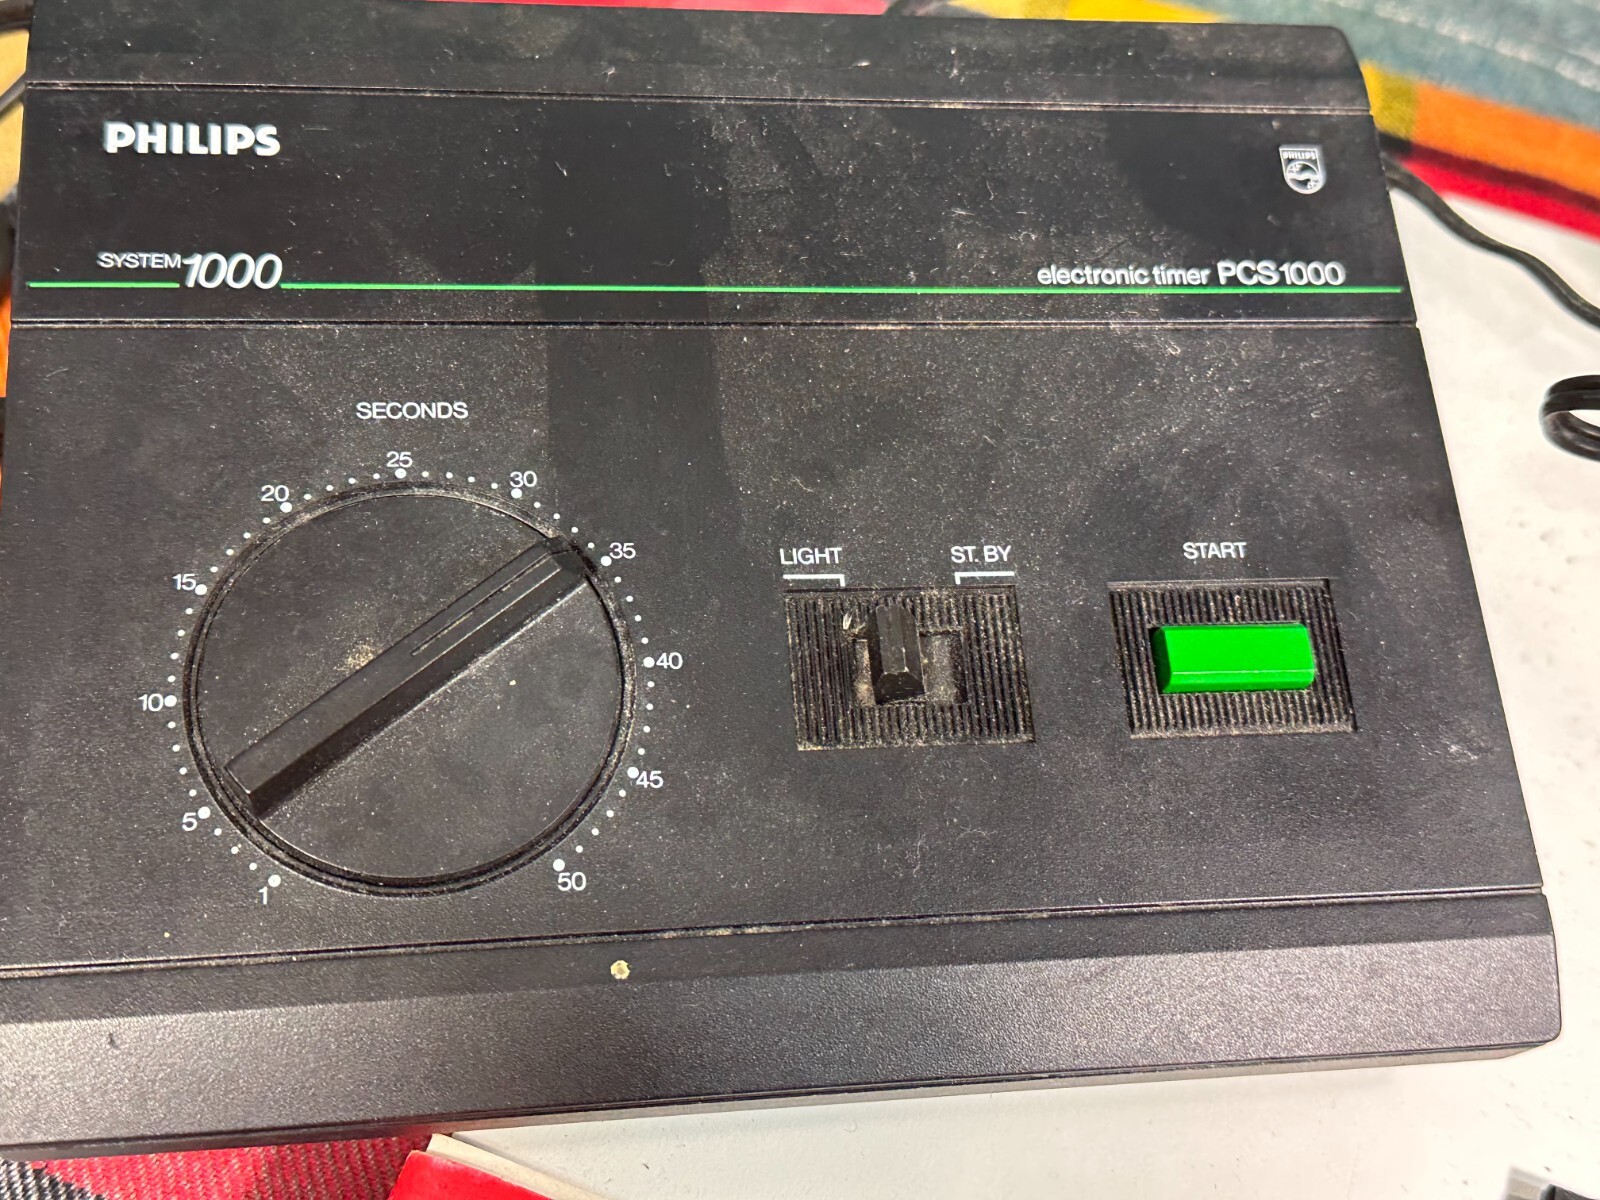 PHILIPS
PHILIPS
SYSTEM 1000
electronic timer PCS1000
SECONDS
25
20
30
15
35
10
40
5
45
1
50
LIGHT
ST. BY
START